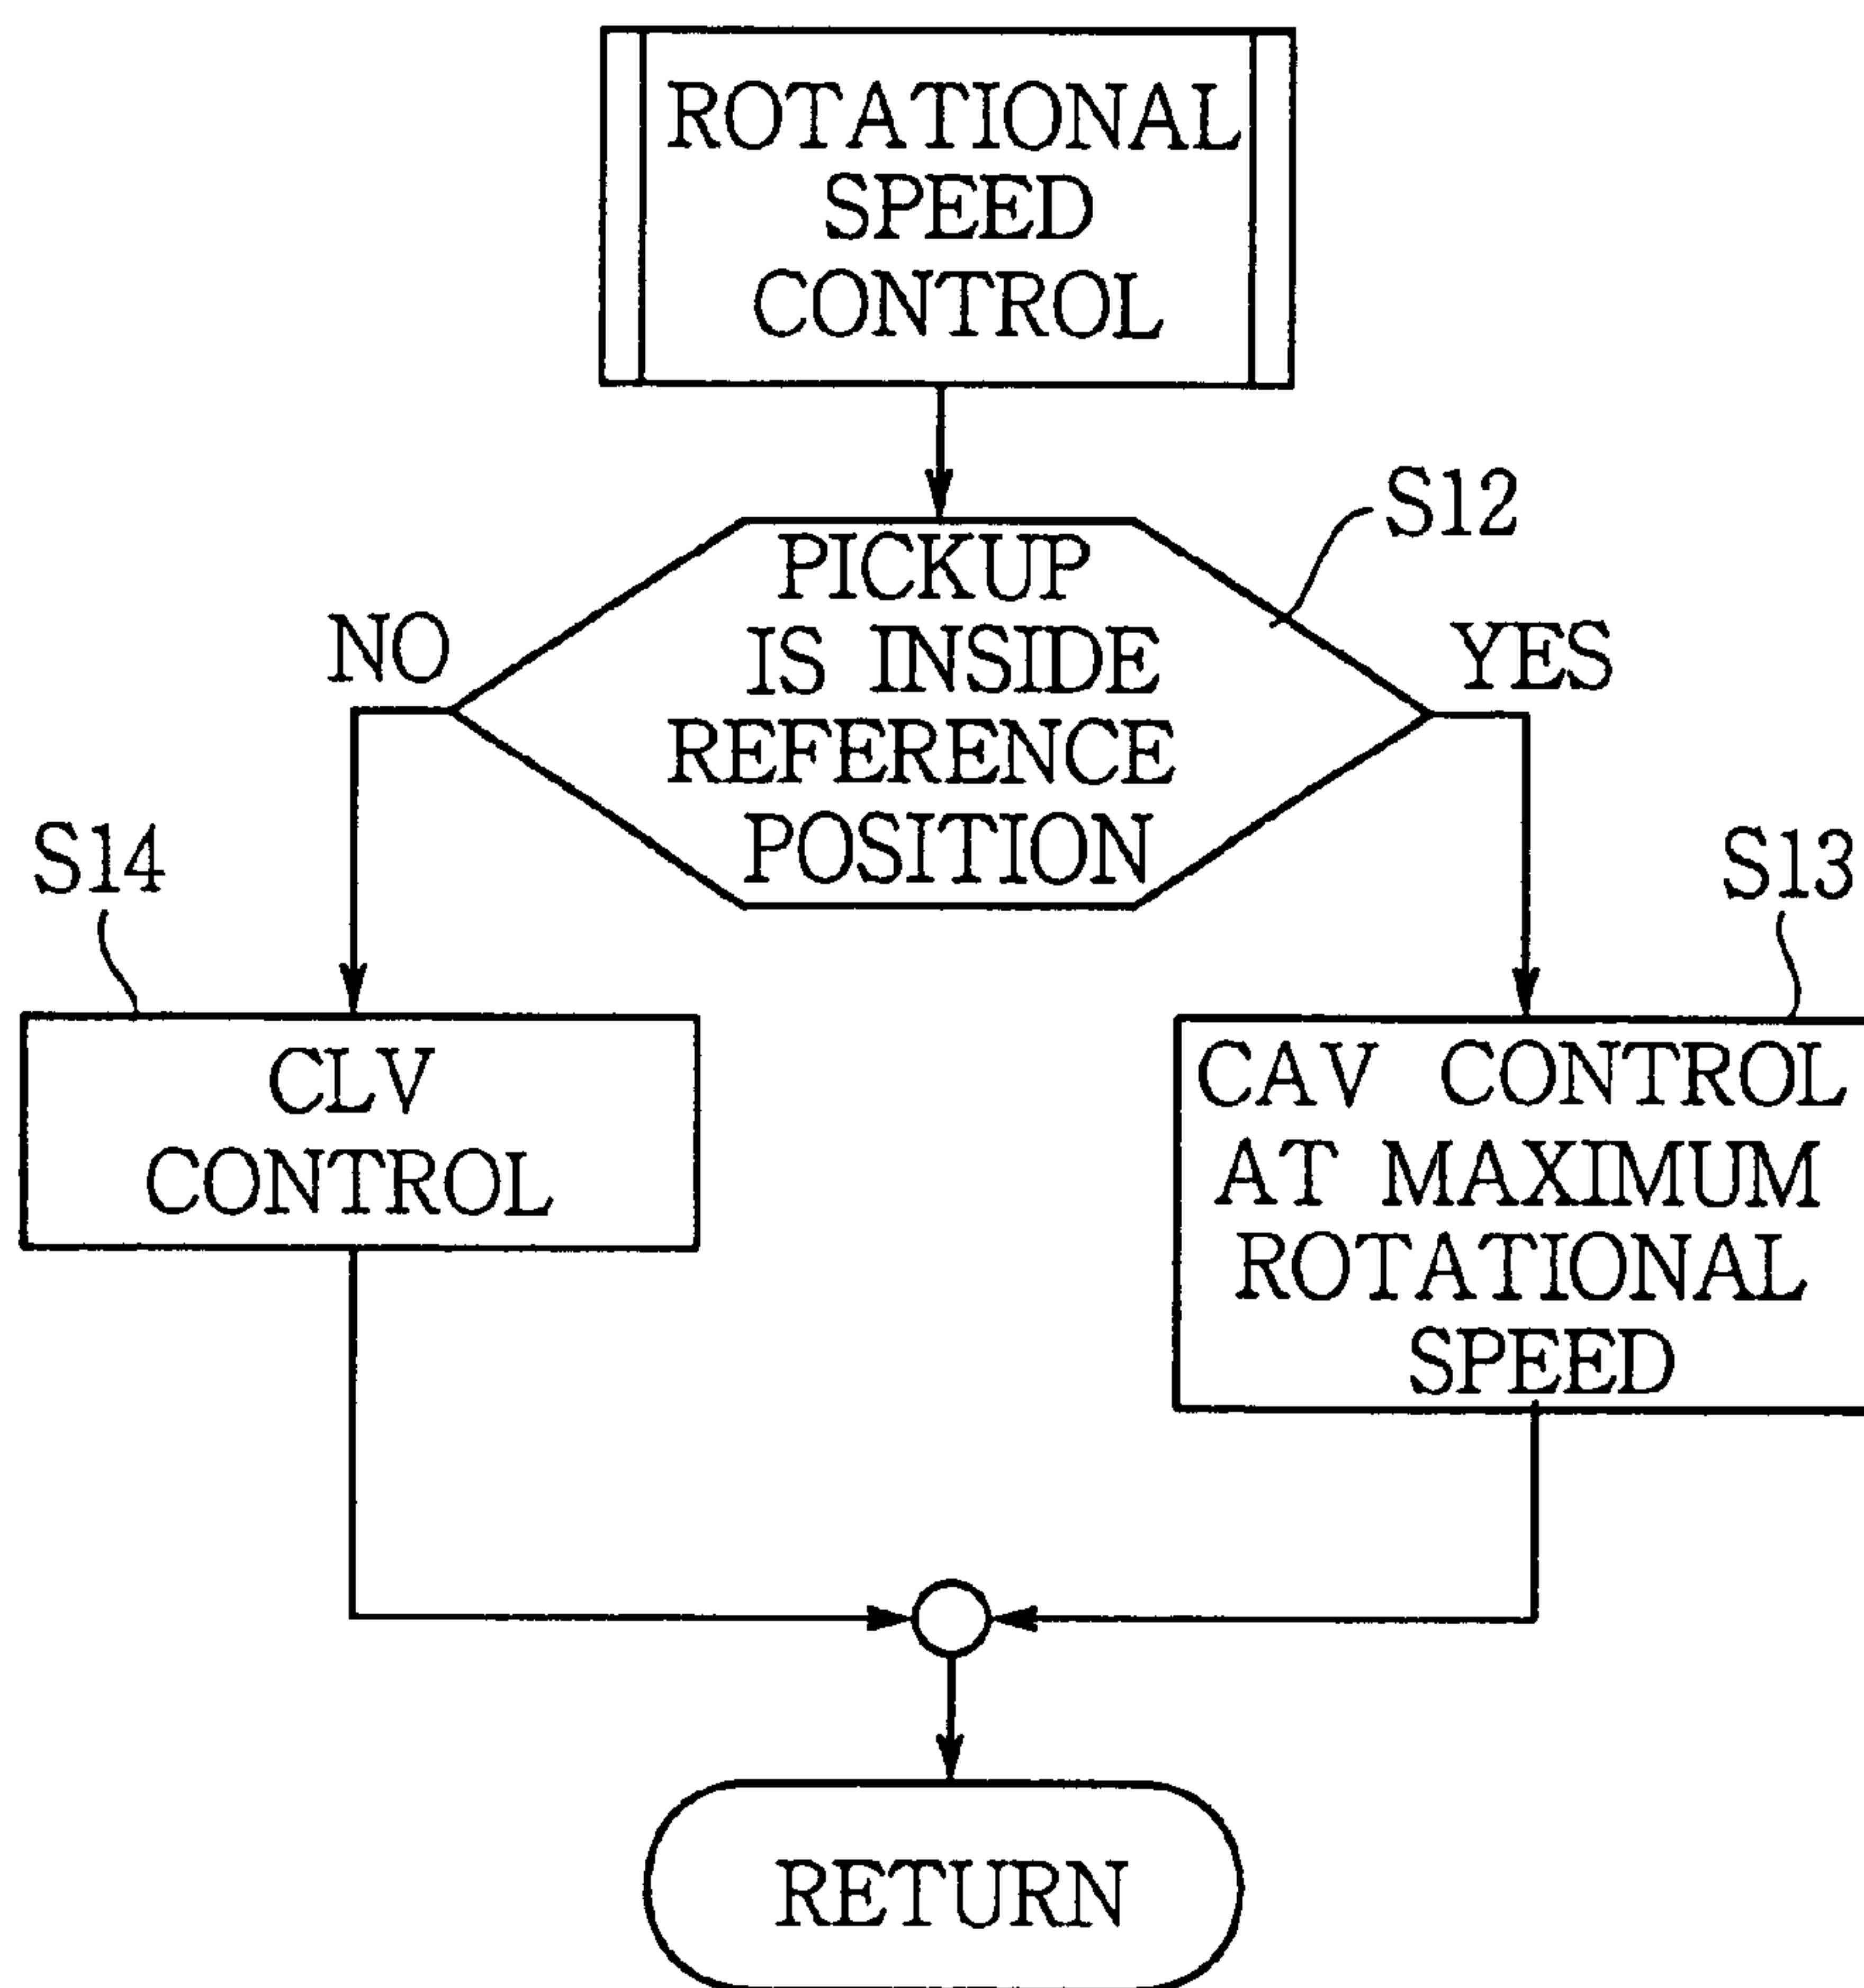 ROTATIONAL
SPEED
CONTROL
S12
PICKUP
IS INSIDE
REFERENCE
POSITION
NO
YES
S14
S13
CLV
CONTROL
CAV CONTROL
AT MAXIMUM
ROTATIONAL
SPEED
RETURN